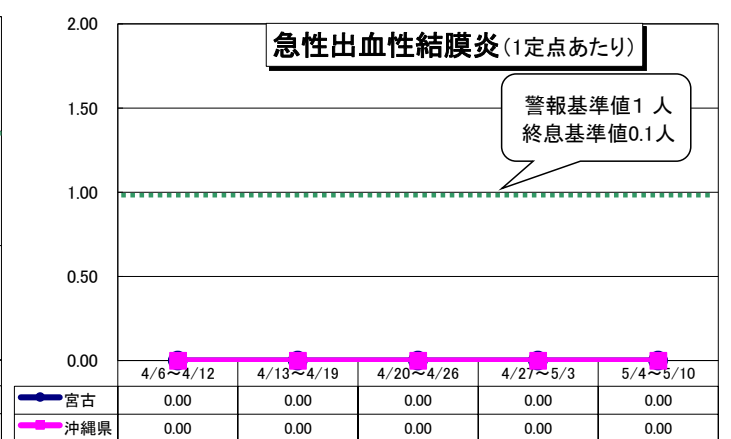 急性出血性結膜炎(1定点あたり)
警報基準値1 人
終息基準値0.1人
2.00
1.50
1.00
0.50
0.00
4/6～4/12 4/13～4/19 4/20～4/26 4/27～5/3 5/4～5/10
宮古 0.00 0.00 0.00 0.00 0.00
沖縄県 0.00 0.00 0.00 0.00 0.00